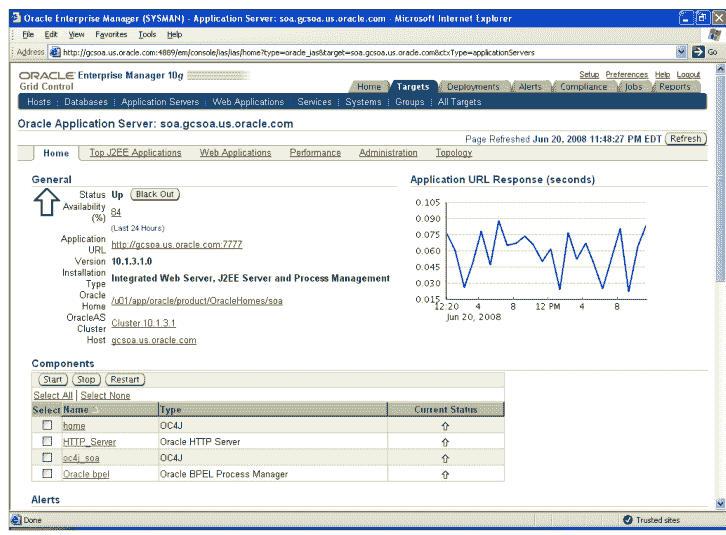 Oracle Enterprise Manager (SYSMAN) - Application Server: soa.gcsoa.us.oracle.com - Microsoft Internet Explorer
File Edit View Favorites Tools Help
Address http://gcsoa.us.oracle.com:4889/em/console/ias/ias/home?type=oracle_ias&target=soa.gcsoa.us.oracle.com&ctxType=applicationServers Go
ORACLE Enterprise Manager 10g
Grid Control
Setup Preferences Help Logout
Home Targets Deployments Alerts Compliance Jobs Reports
Hosts | Databases | Application Servers | Web Applications | Services | Systems | Groups | All Targets
Oracle Application Server: soa.gcsoa.us.oracle.com
Page Refreshed Jun 20, 2008 11:48:27 PM EDT Refresh
Home Top J2EE Applications Web Applications Performance Administration Topology
General
Status Up Black Out
Availability (%) 84
(Last 24 Hours)
Application URL http://gcsoa.us.oracle.com:7777
Version 10.1.3.1.0
Installation Type Integrated Web Server, J2EE Server and Process Management
Oracle Home /u01/app/oracle/product/OracleHomes/soa
OracleAS Cluster Cluster 10.1.3.1
Host gcsoa.us.oracle.com
Application URL Response (seconds)
0.105
0.090
0.075
0.060
0.045
0.030
0.015
12:20 4 8 12 PM 4 8
Jun 20, 2008
Components
Start Stop Restart
Select All | Select None
Select Name Type Current Status
home OC4J
HTTP_Server Oracle HTTP Server
oc4j_soa OC4J
Oracle bpel Oracle BPEL Process Manager
Alerts
Done Trusted sites